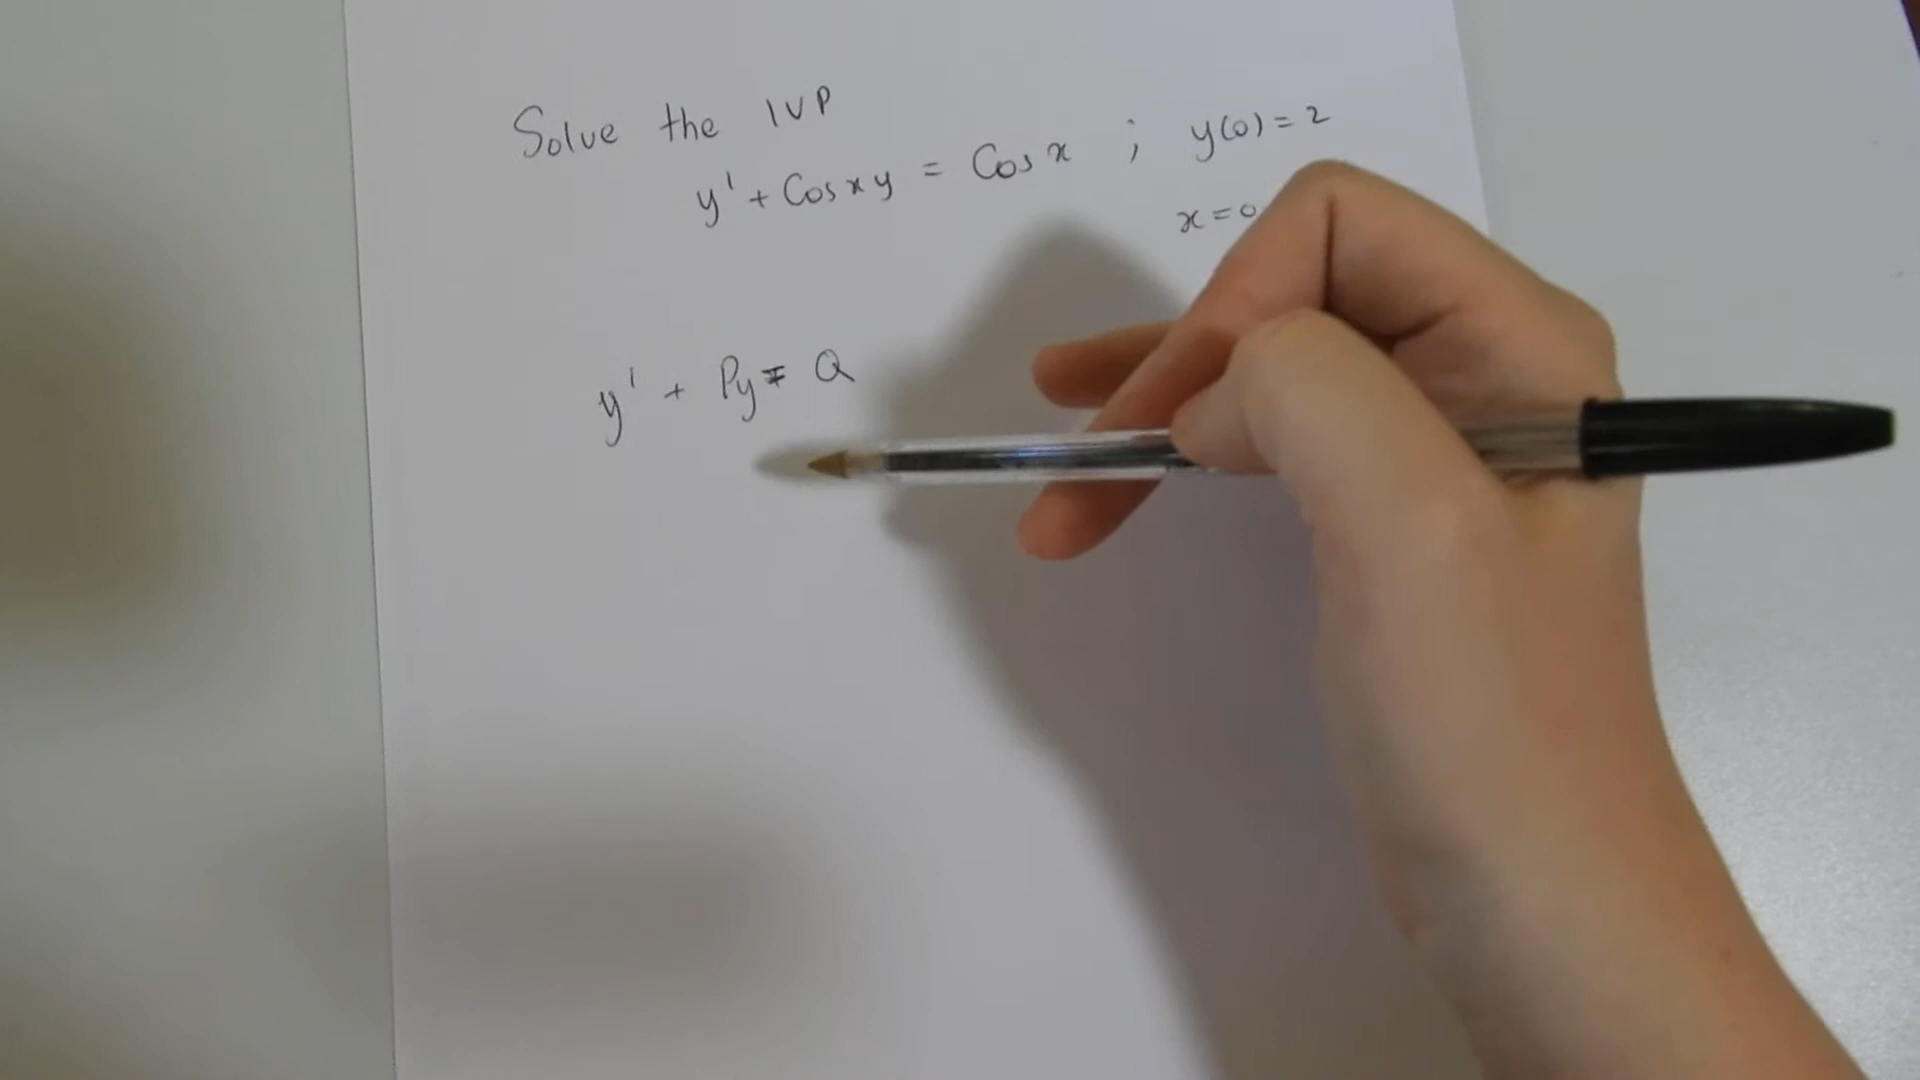 Solve the IVP
y' + Cos x y = Cos x ; y(0) = 2
x = 0
y' + Py = Q